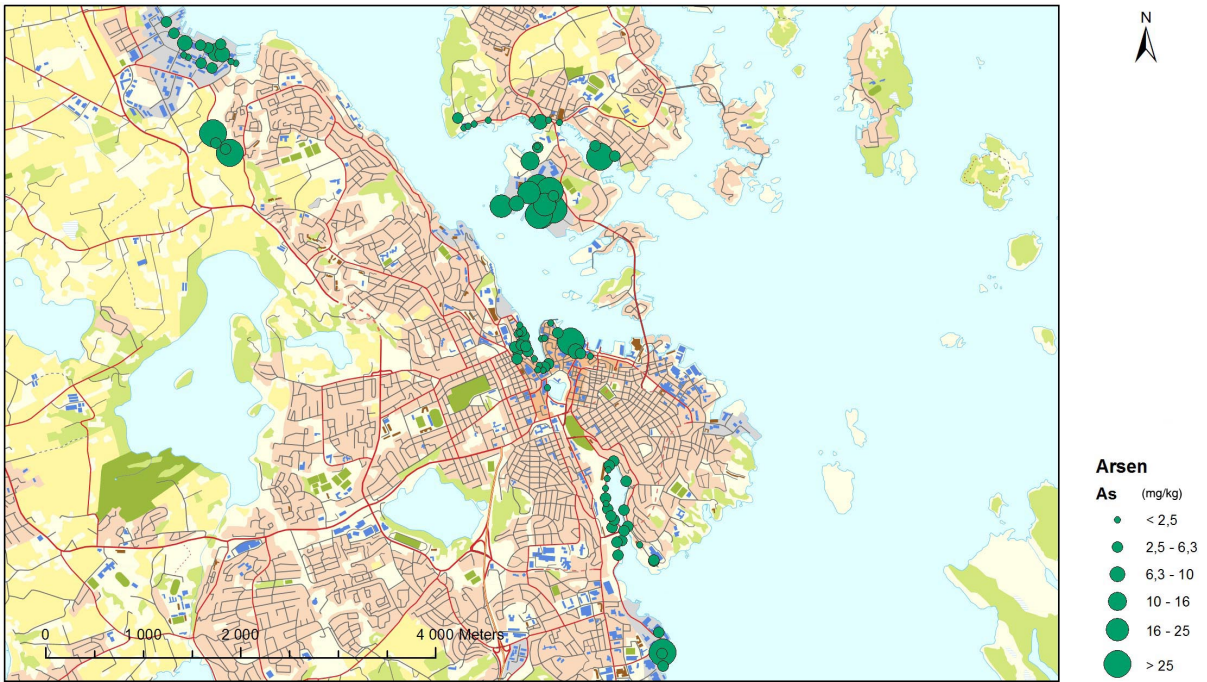 N
Arsen
As (mg/kg)
< 2,5
2,5 - 6,3
6,3 - 10
10 - 16
16 - 25
> 25
0 1 000 2 000 4 000 Meters